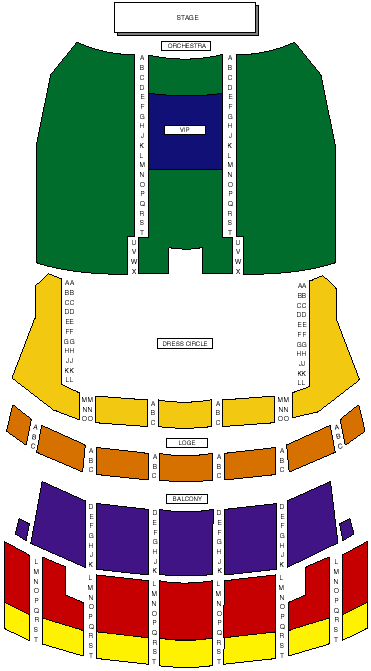 STAGE
ORCHESTRA
A A
B B
C C
D D
E E
F F
G G
H H
VIP
J J
K K
L L
M M
N N
O O
P P
Q Q
R R
S S
T T
U U
V V
W W
X X
AA AA
BB BB
CC CC
DD DD
EE EE
FF FF
GG GG
DRESS CIRCLE
HH HH
JJ JJ
KK KK
LL LL
MM A A MM
NN B B NN
OO C C OO
LOGE
A A A A A A
B B B B B B
C C C C C C
BALCONY
D D D D
E E E E
F F F F
G G G G
H H H H
J J J J
K K K K
L L L L L L
M M M M M M
N N N N N N
O O O O O O
P P P P P P
Q Q Q Q Q Q
R R R R R R
S S S S S S
T T T T T T